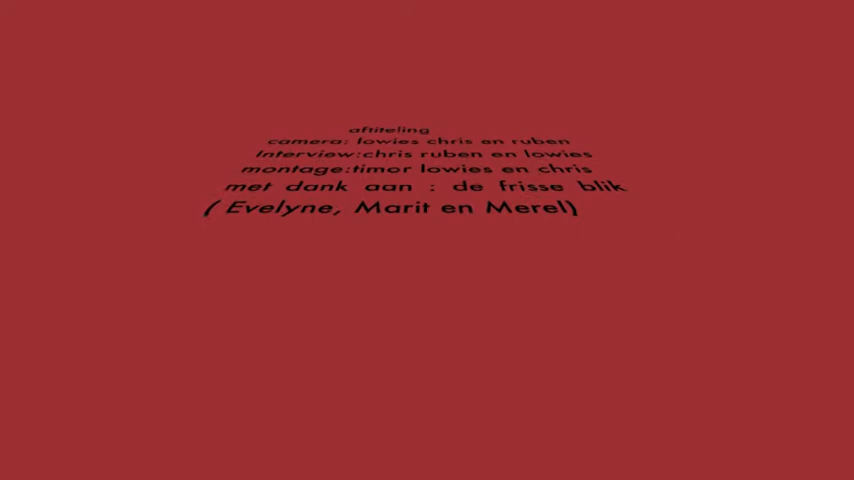 aftiteling
camera: lowies chris en ruben
Interview:chris ruben en lowies
montage:timor lowies en chris
met dank aan : de frisse blik
( Evelyne, Marit en Merel)